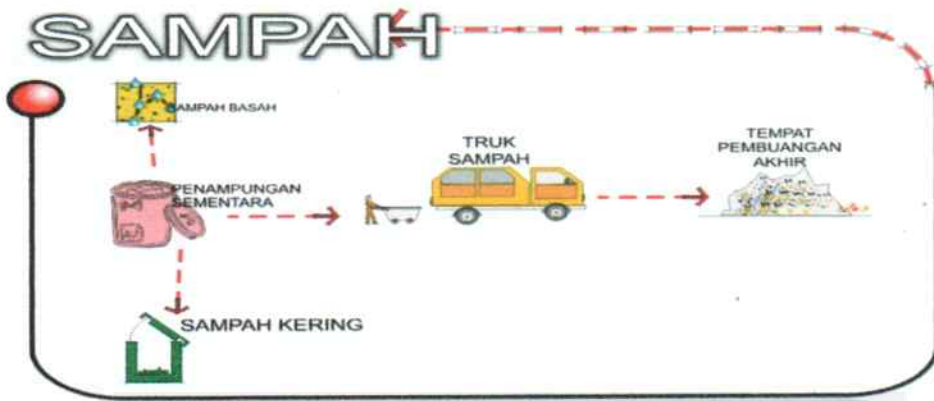 SAMPAH
SAMPAH BASAH
TRUK
SAMPAH
TEMPAT
PEMBUANGAN
AKHIR
PENAMPUNGAN
SEMENTARA
SAMPAH KERING